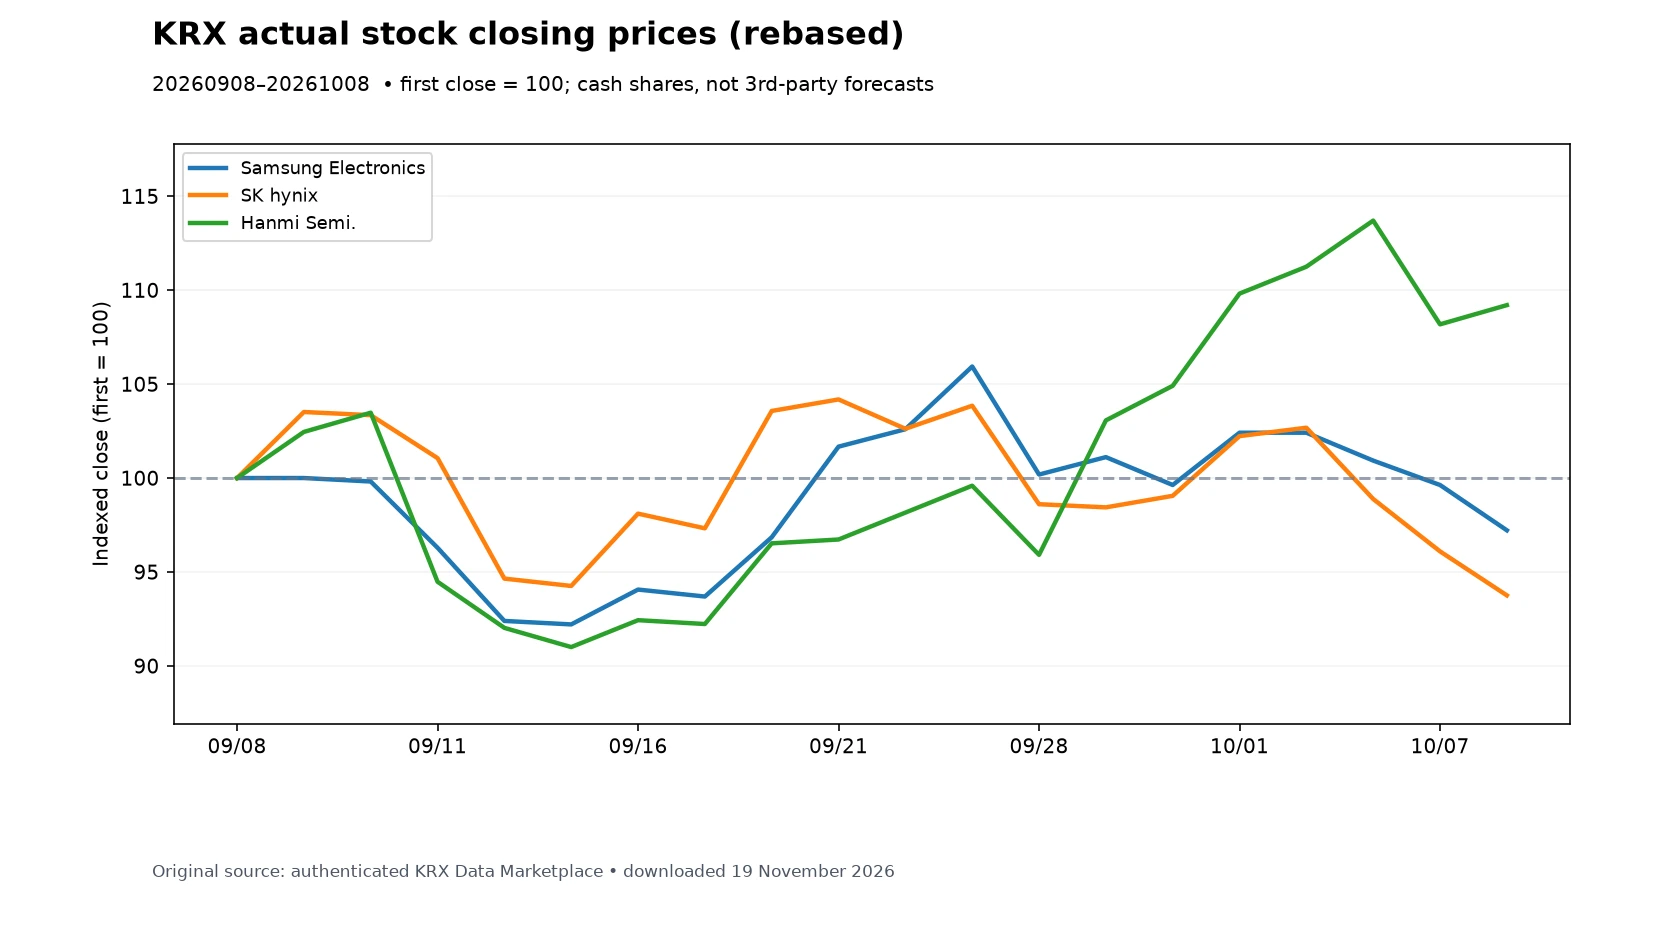 KRX actual stock closing prices (rebased)
20260908–20261008 • first close = 100; cash shares, not 3rd-party forecasts
Samsung Electronics
SK hynix
Hanmi Semi.
Indexed close (first = 100)
115
110
105
100
95
90
09/08 09/11 09/16 09/21 09/28 10/01 10/07
Original source: authenticated KRX Data Marketplace • downloaded 19 November 2026